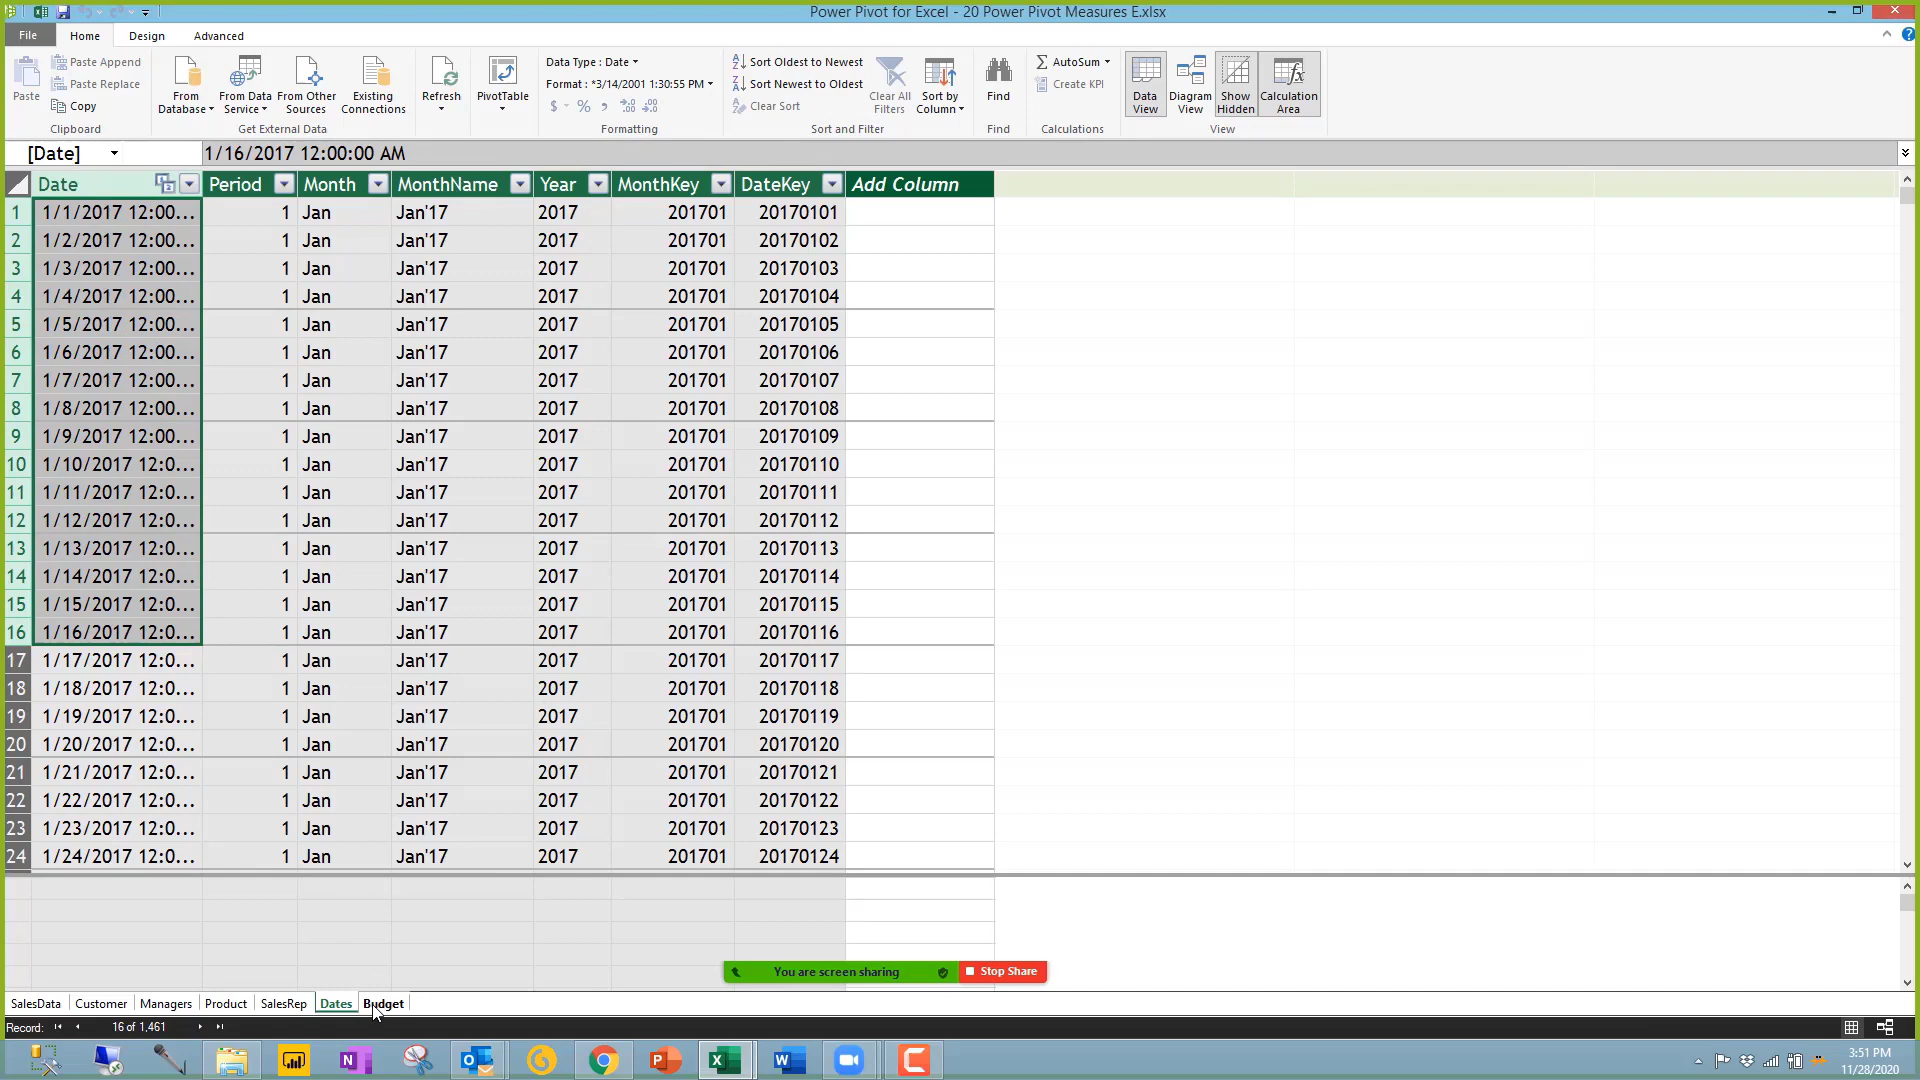 Power Pivot for Excel - 20 Power Pivot Measures E.xlsx
File Home Design Advanced
Paste
Paste Append
Paste Replace
Copy
Clipboard
From Database
From Data Service
From Other Sources
Existing Connections
Get External Data
Refresh
PivotTable
Data Type : Date
Format : *3/14/2001 1:30:55 PM
$ % ,
Formatting
Sort Oldest to Newest
Sort Newest to Oldest
Clear Sort
Clear All Filters
Sort by Column
Sort and Filter
Find
Find
AutoSum
Create KPI
Calculations
Data View
Diagram View
Show Hidden
Calculation Area
View
[Date] 1/16/2017 12:00:00 AM
Date Period Month MonthName Year MonthKey DateKey Add Column
1 1/1/2017 12:00... 1 Jan Jan'17 2017 201701 20170101
2 1/2/2017 12:00... 1 Jan Jan'17 2017 201701 20170102
3 1/3/2017 12:00... 1 Jan Jan'17 2017 201701 20170103
4 1/4/2017 12:00... 1 Jan Jan'17 2017 201701 20170104
5 1/5/2017 12:00... 1 Jan Jan'17 2017 201701 20170105
6 1/6/2017 12:00... 1 Jan Jan'17 2017 201701 20170106
7 1/7/2017 12:00... 1 Jan Jan'17 2017 201701 20170107
8 1/8/2017 12:00... 1 Jan Jan'17 2017 201701 20170108
9 1/9/2017 12:00... 1 Jan Jan'17 2017 201701 20170109
10 1/10/2017 12:0... 1 Jan Jan'17 2017 201701 20170110
11 1/11/2017 12:0... 1 Jan Jan'17 2017 201701 20170111
12 1/12/2017 12:0... 1 Jan Jan'17 2017 201701 20170112
13 1/13/2017 12:0... 1 Jan Jan'17 2017 201701 20170113
14 1/14/2017 12:0... 1 Jan Jan'17 2017 201701 20170114
15 1/15/2017 12:0... 1 Jan Jan'17 2017 201701 20170115
16 1/16/2017 12:0... 1 Jan Jan'17 2017 201701 20170116
17 1/17/2017 12:0... 1 Jan Jan'17 2017 201701 20170117
18 1/18/2017 12:0... 1 Jan Jan'17 2017 201701 20170118
19 1/19/2017 12:0... 1 Jan Jan'17 2017 201701 20170119
20 1/20/2017 12:0... 1 Jan Jan'17 2017 201701 20170120
21 1/21/2017 12:0... 1 Jan Jan'17 2017 201701 20170121
22 1/22/2017 12:0... 1 Jan Jan'17 2017 201701 20170122
23 1/23/2017 12:0... 1 Jan Jan'17 2017 201701 20170123
24 1/24/2017 12:0... 1 Jan Jan'17 2017 201701 20170124
You are screen sharing Stop Share
SalesData Customer Managers Product SalesRep Dates Budget
Record: 16 of 1,461
3:51 PM
11/28/2020